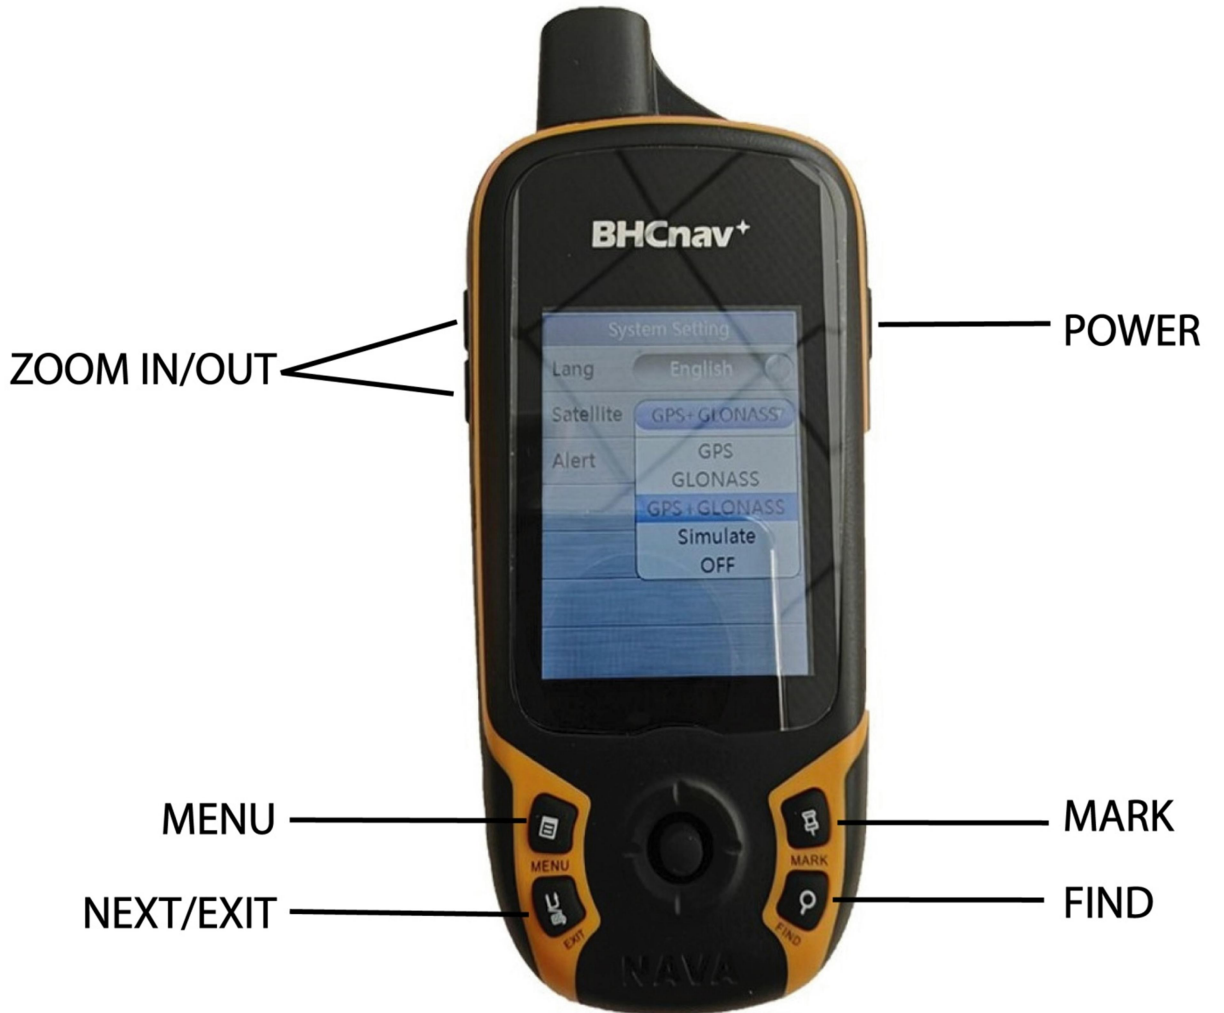 BHCnav
System Setting
Lang English
Satellite GPS+GLONASS
Alert
GPS
GLONASS
GPS+GLONASS
Simulate
OFF
ZOOM IN/OUT
POWER
MENU
MENU
NEXT/EXIT
EXIT
MARK
MARK
FIND
FIND
NAVA